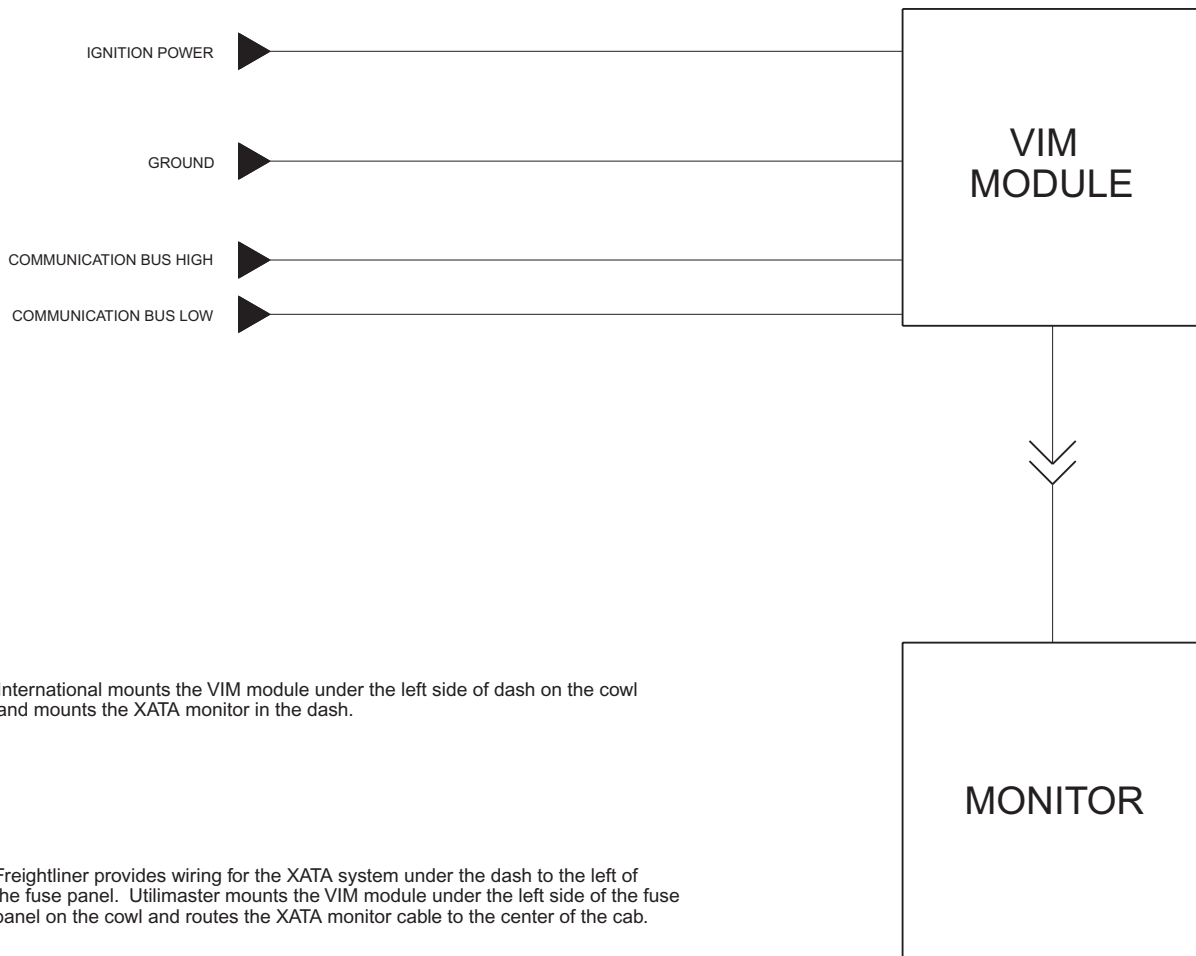 IGNITION POWER
GROUND
COMMUNICATION BUS HIGH
COMMUNICATION BUS LOW
VIM
MODULE
International mounts the VIM module under the left side of dash on the cowl
and mounts the XATA monitor in the dash.
MONITOR
Freightliner provides wiring for the XATA system under the dash to the left of
the fuse panel. Utilimaster mounts the VIM module under the left side of the fuse
panel on the cowl and routes the XATA monitor cable to the center of the cab.